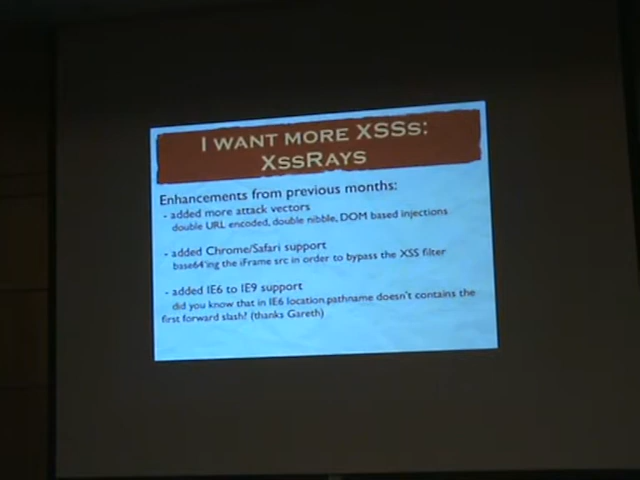 I WANT MORE XSSs:
XSSRAYS
Enhancements from previous months:
- added more attack vectors
double URL encoded, double nibble, DOM based injections
- added Chrome/Safari support
base64'ing the iFrame src in order to bypass the XSS filter
- added IE6 to IE9 support
did you know that in IE6 location.pathname doesn't contains the
first forward slash? (thanks Gareth)